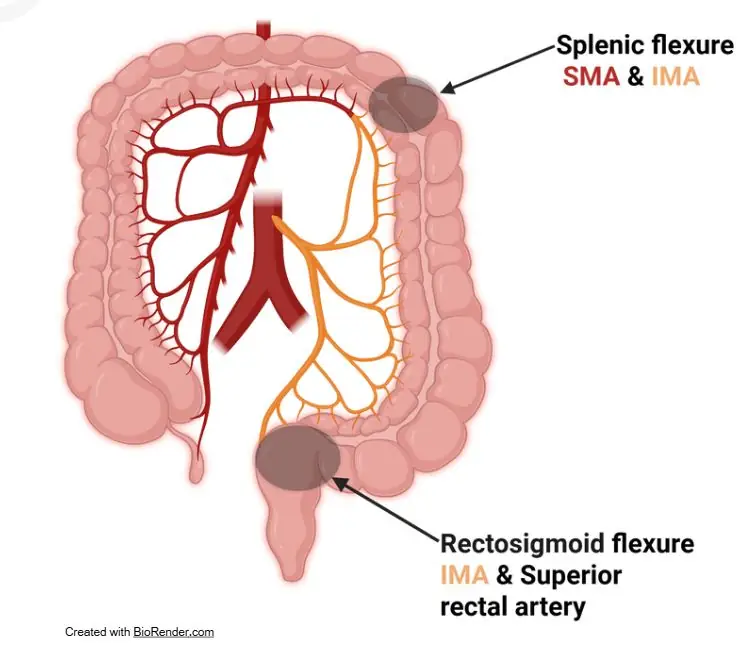 Splenic flexure
SMA & IMA
Rectosigmoid flexure
IMA & Superior
rectal artery
Created with BioRender.com